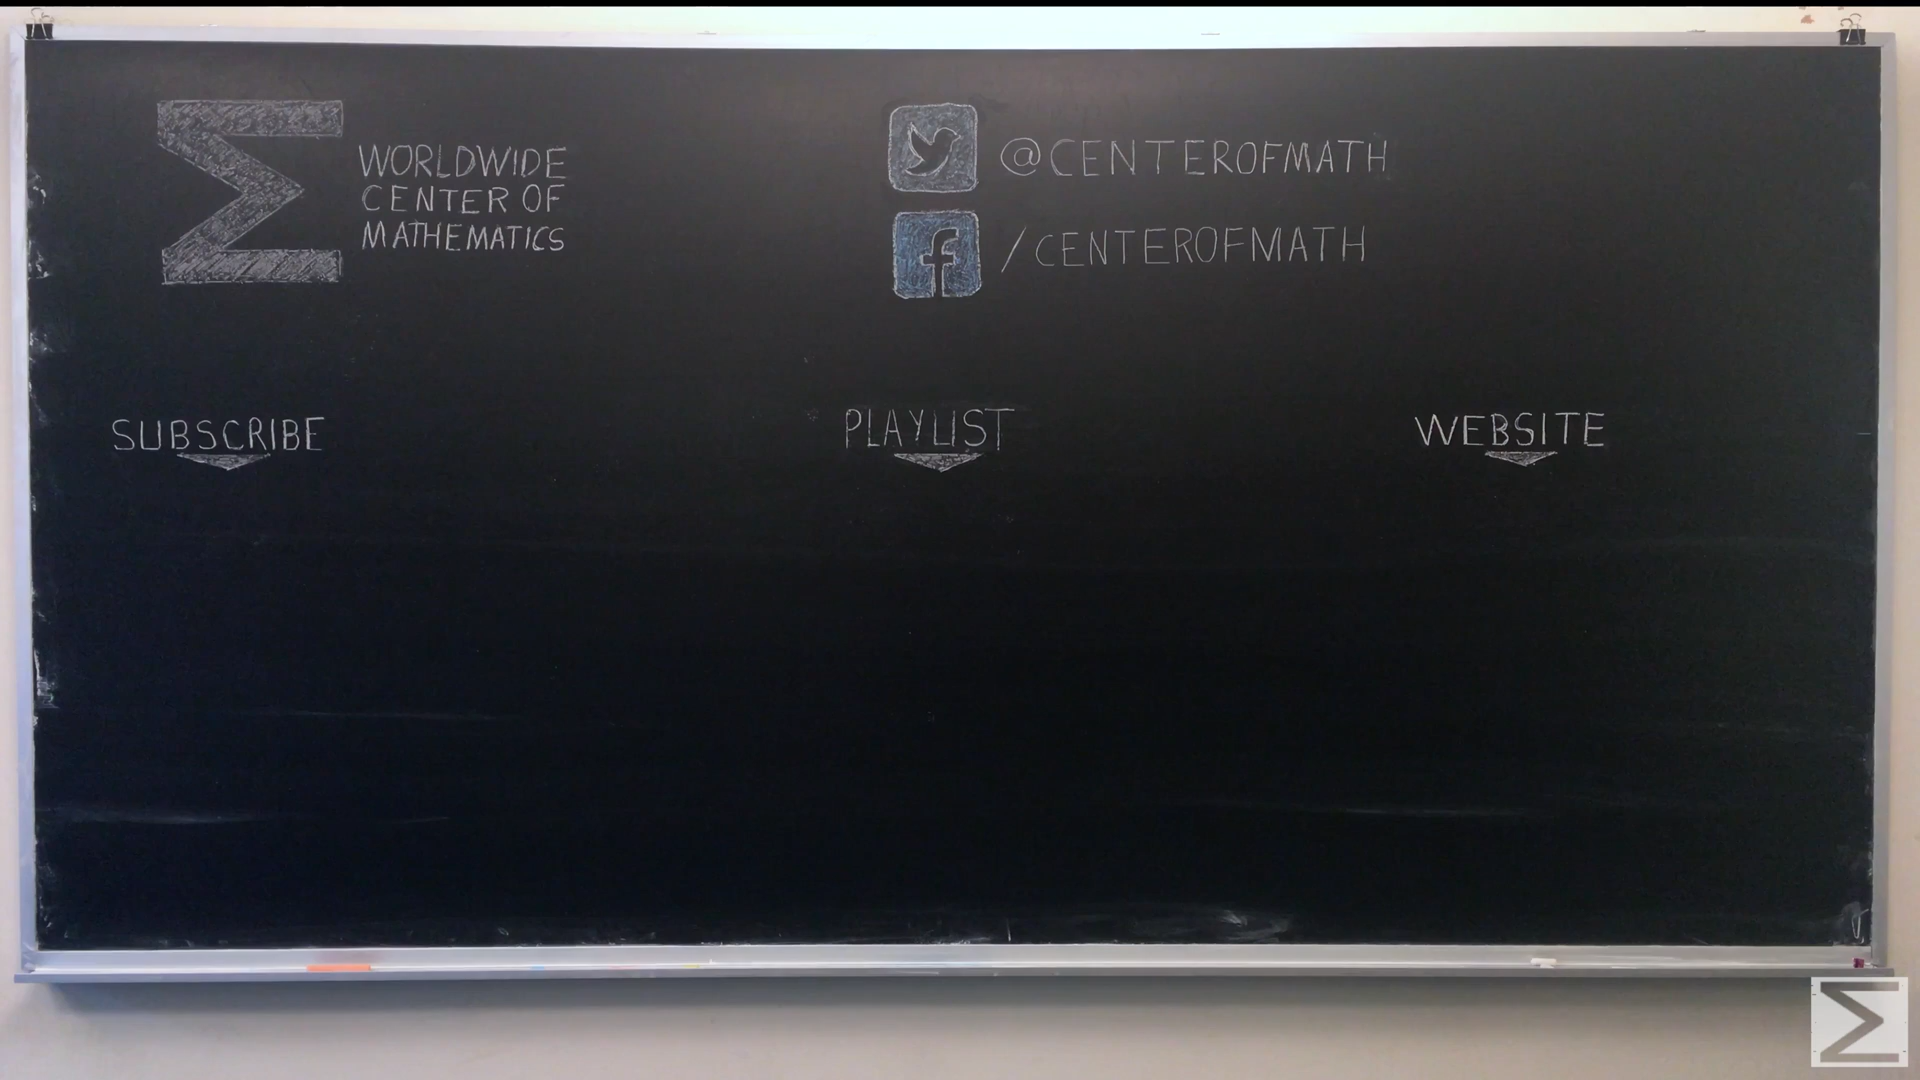 WORLDWIDE
CENTER OF
MATHEMATICS
@CENTEROFMATH
/CENTEROFMATH
SUBSCRIBE
PLAYLIST
WEBSITE